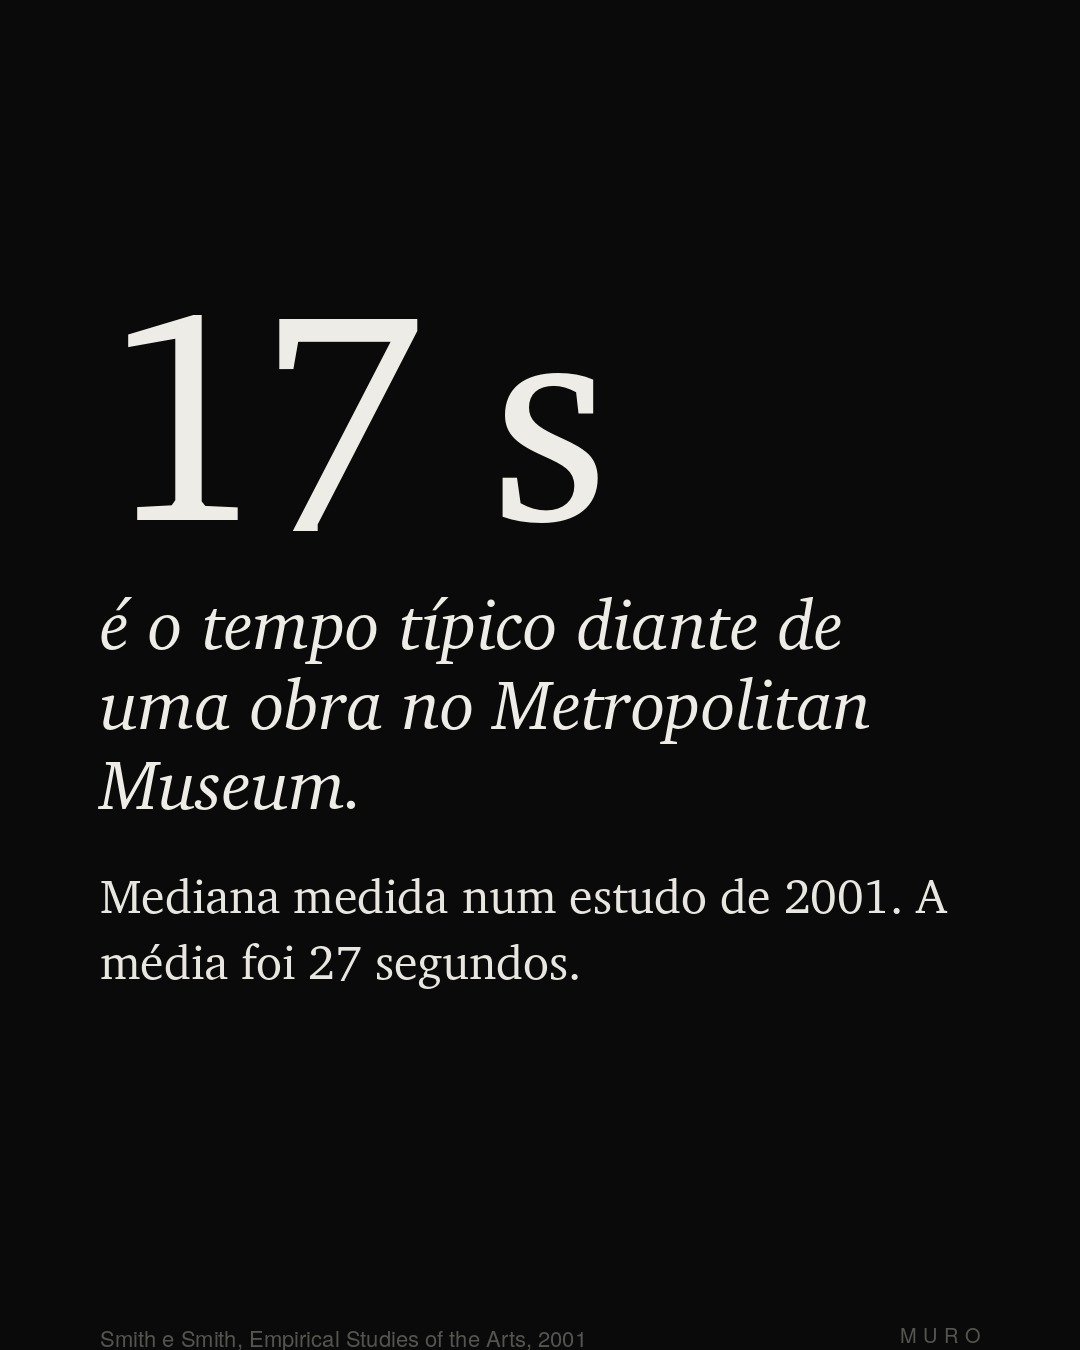 17 s
é o tempo típico diante de
uma obra no Metropolitan
Museum.
Mediana medida num estudo de 2001. A
média foi 27 segundos.
Smith e Smith, Empirical Studies of the Arts, 2001
MURO